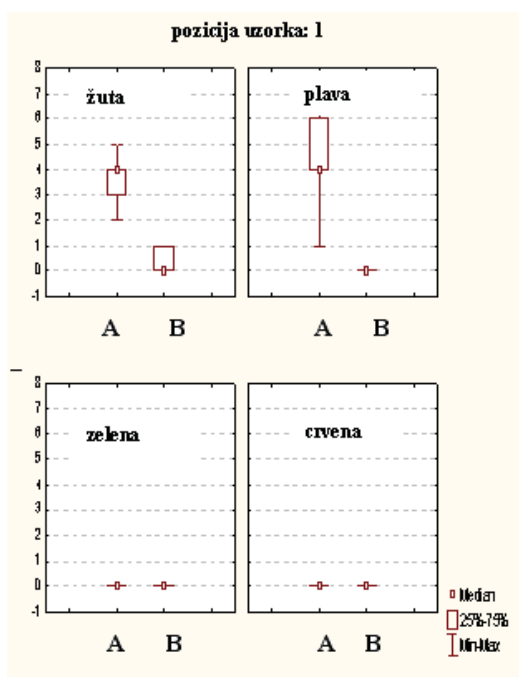 pozicija uzorka: 1
8
7
6
5
4
3
2
1
0
-1
žuta
plava
A B
A B
8
7
6
5
4
3
2
1
0
-1
zelena
crvena
A B
A B
Median
25%-75%
Min-Max